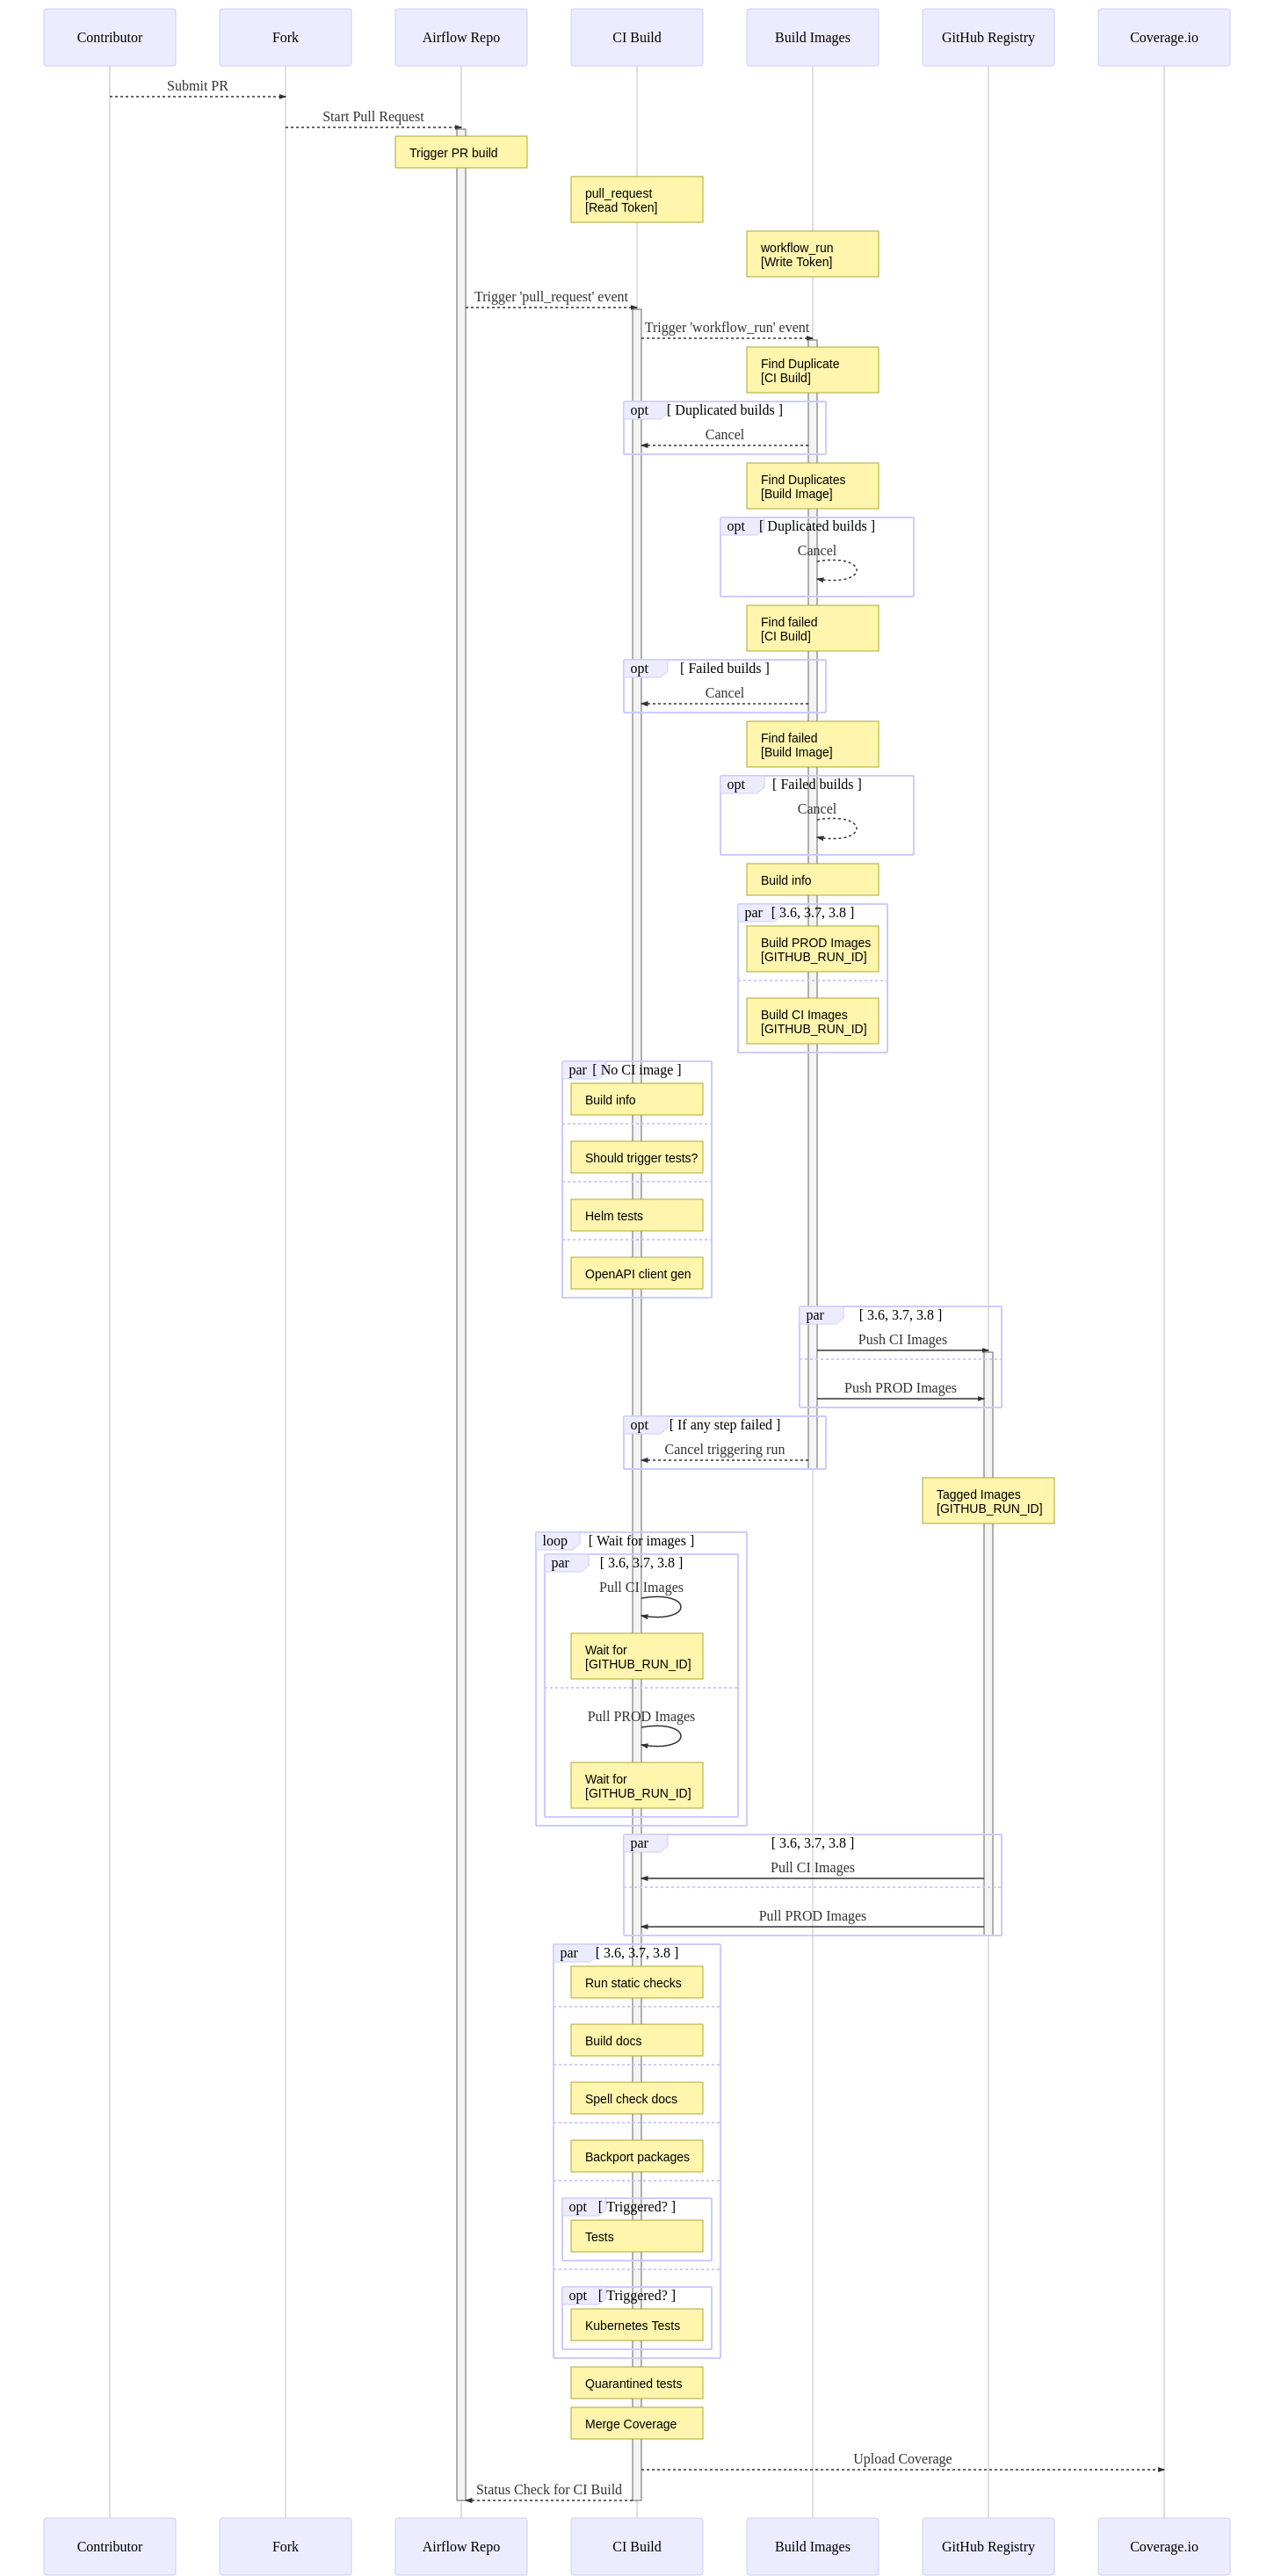 Contributor
Fork
Airflow Repo
CI Build
Build Images
GitHub Registry
Coverage.io
Submit PR
Start Pull Request
Trigger PR build
pull_request
[Read Token]
workflow_run
[Write Token]
Trigger 'pull_request' event
Trigger 'workflow_run' event
Find Duplicate
[CI Build]
opt [ Duplicated builds ]
Cancel
Find Duplicates
[Build Image]
opt [ Duplicated builds ]
Cancel
Find failed
[CI Build]
opt [ Failed builds ]
Cancel
Find failed
[Build Image]
opt [ Failed builds ]
Cancel
Build info
par [ 3.6, 3.7, 3.8 ]
Build PROD Images
[GITHUB_RUN_ID]
Build CI Images
[GITHUB_RUN_ID]
par [ No CI image ]
Build info
Should trigger tests?
Helm tests
OpenAPI client gen
par [ 3.6, 3.7, 3.8 ]
Push CI Images
Push PROD Images
opt [ If any step failed ]
Cancel triggering run
Tagged Images
[GITHUB_RUN_ID]
loop [ Wait for images ]
par [ 3.6, 3.7, 3.8 ]
Pull CI Images
Wait for
[GITHUB_RUN_ID]
Pull PROD Images
Wait for
[GITHUB_RUN_ID]
par [ 3.6, 3.7, 3.8 ]
Pull CI Images
Pull PROD Images
par [ 3.6, 3.7, 3.8 ]
Run static checks
Build docs
Spell check docs
Backport packages
opt [ Triggered? ]
Tests
opt [ Triggered? ]
Kubernetes Tests
Quarantined tests
Merge Coverage
Upload Coverage
Status Check for CI Build
Contributor
Fork
Airflow Repo
CI Build
Build Images
GitHub Registry
Coverage.io